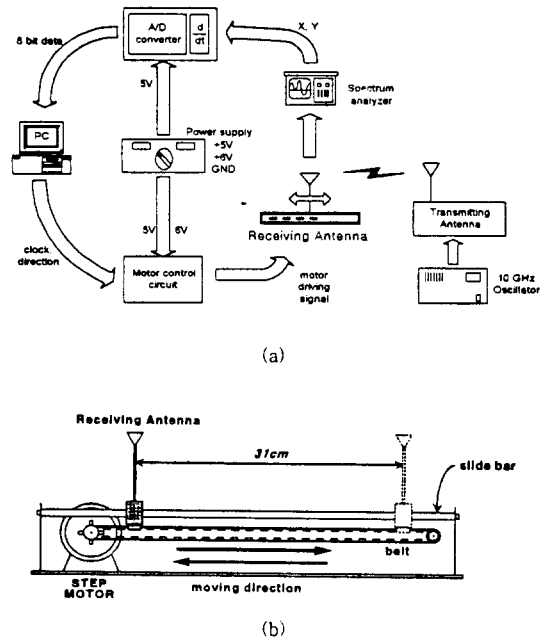 A/D
converter
d
dt
X, Y
8 bit data
5V
Spectrum
analyzer
PC
Power supply
+5V
+6V
GND
Transmitting
Antenna
Receiving Antenna
5V
6V
clock,
direction
Motor control
circuit
motor
driving
signal
10 GHz
Oscillator
(a)
Receiving Antenna
31cm
slide bar
belt
STEP
MOTOR
moving direction
(b)